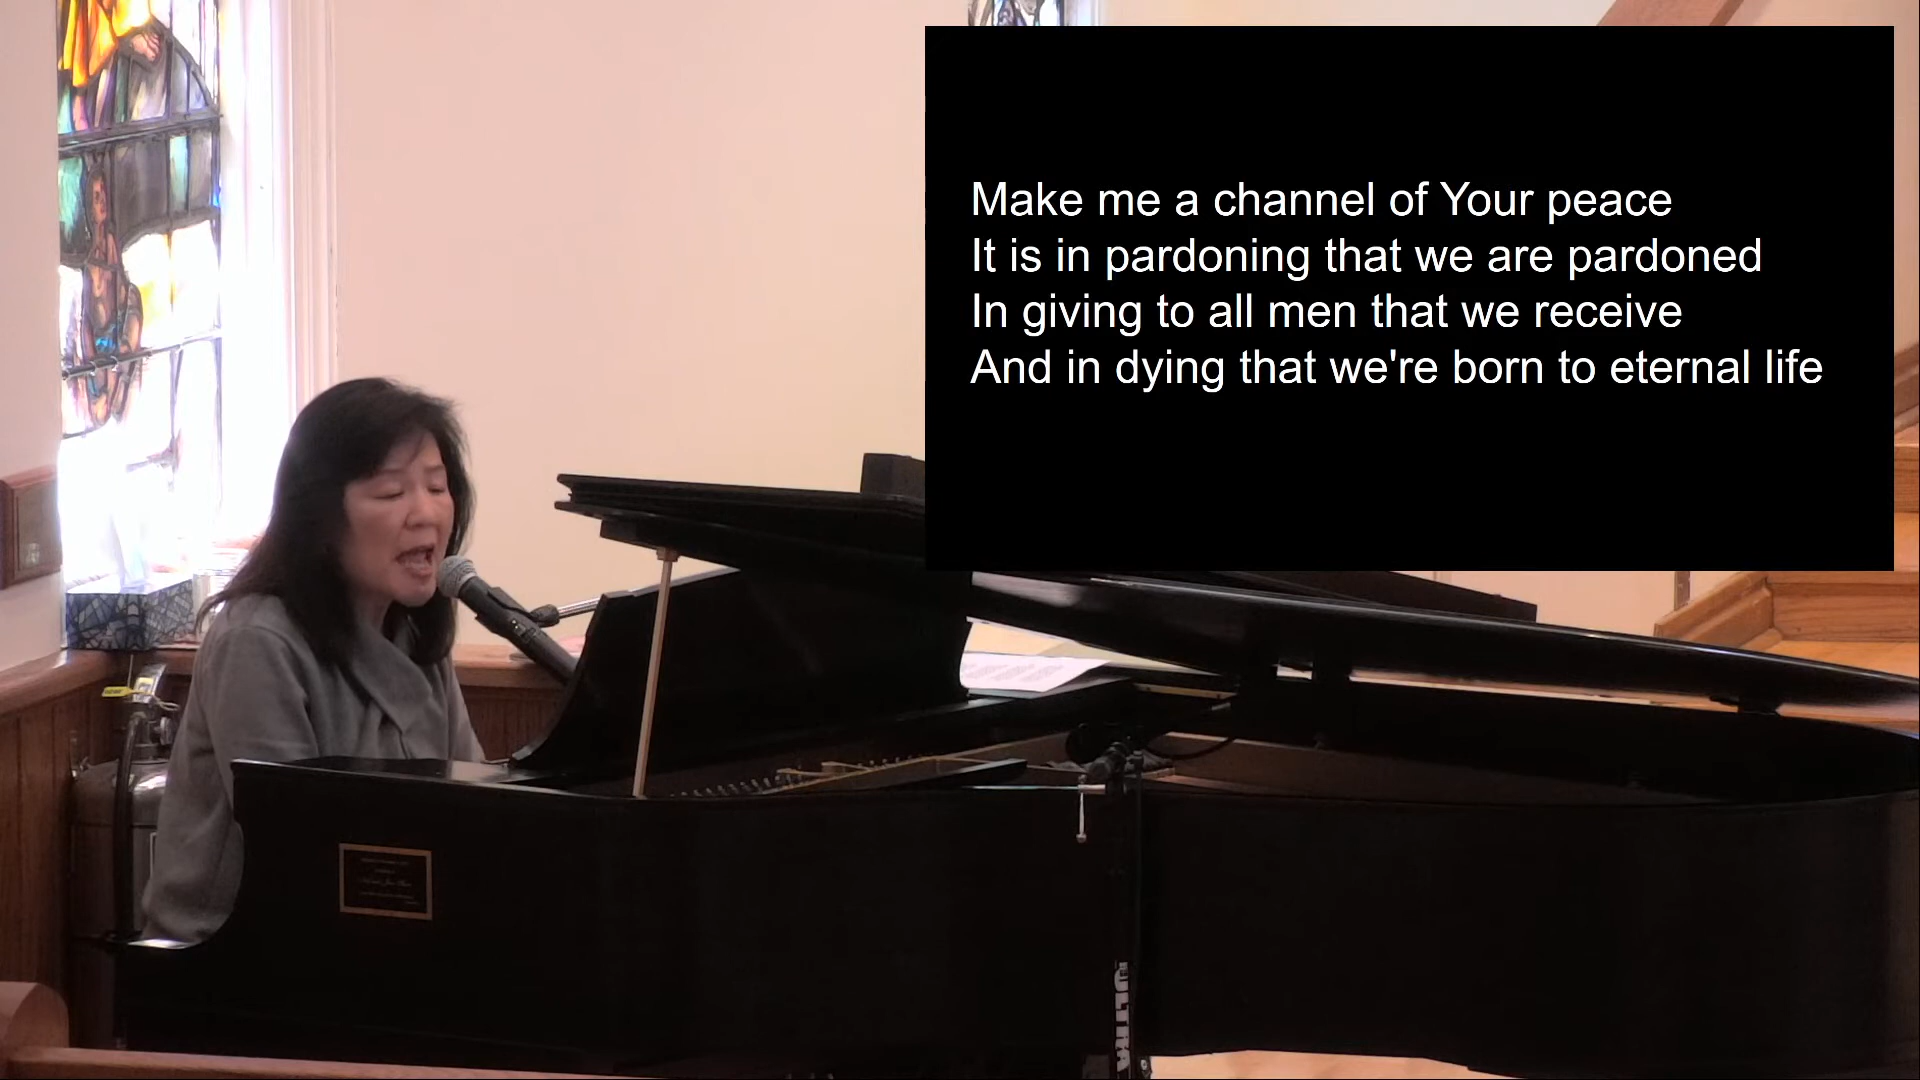 Make me a channel of Your peace
It is in pardoning that we are pardoned
In giving to all men that we receive
And in dying that we're born to eternal life
ULTRA